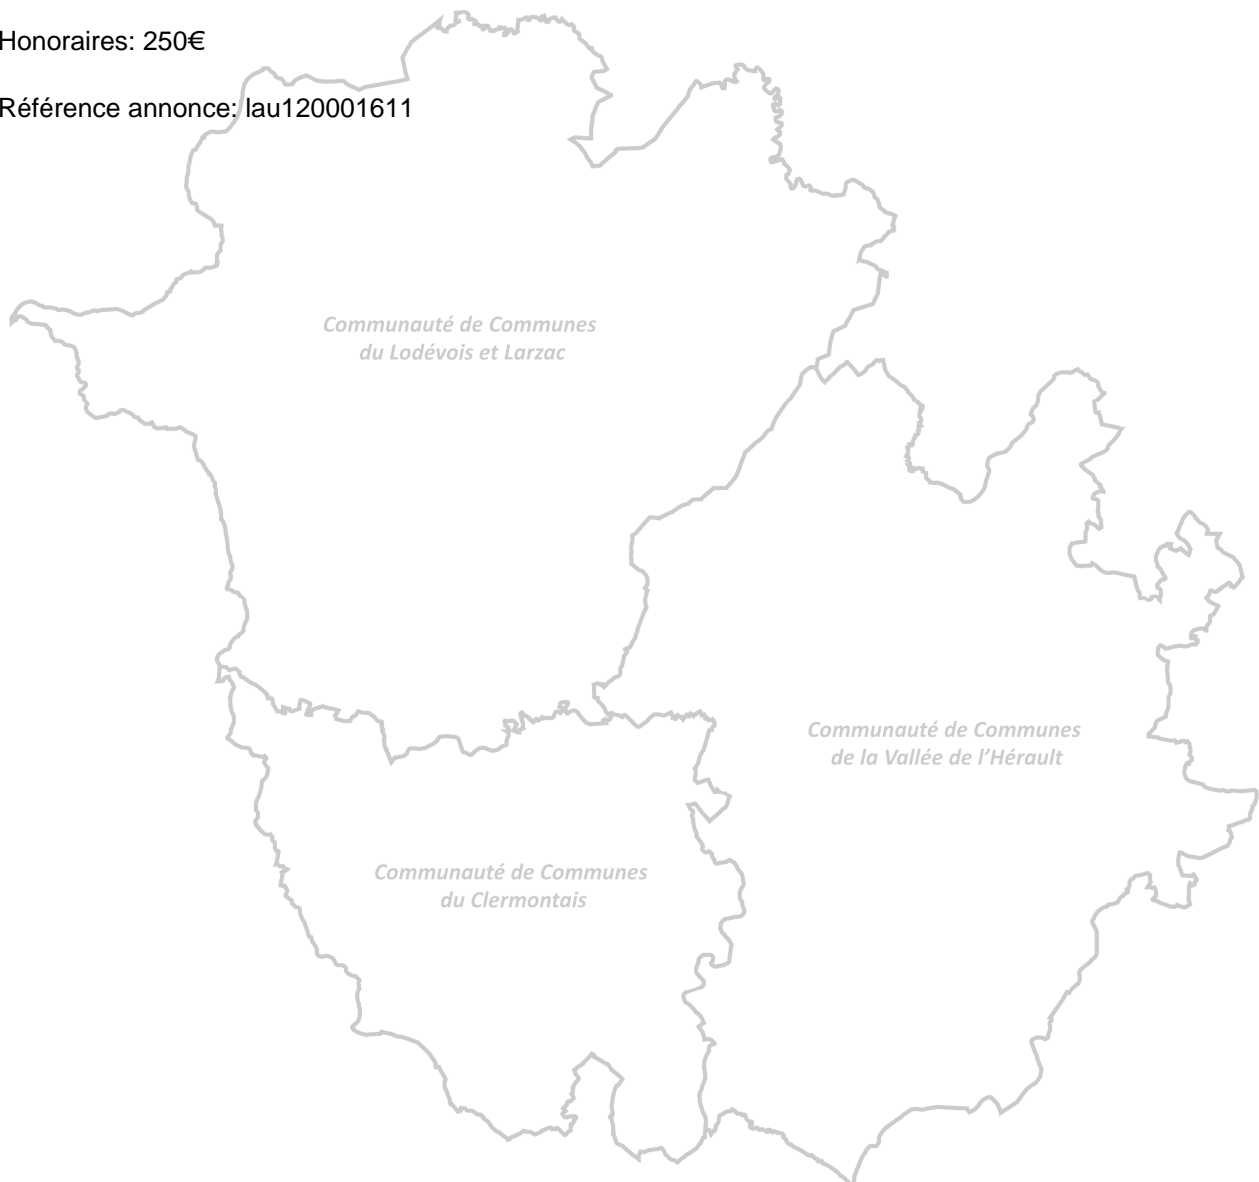 Honoraires: 250€
Référence annonce: lau120001611
Communauté de Communes
du Lodévois et Larzac
Communauté de Communes
de la Vallée de l'Hérault
Communauté de Communes
du Clermontais